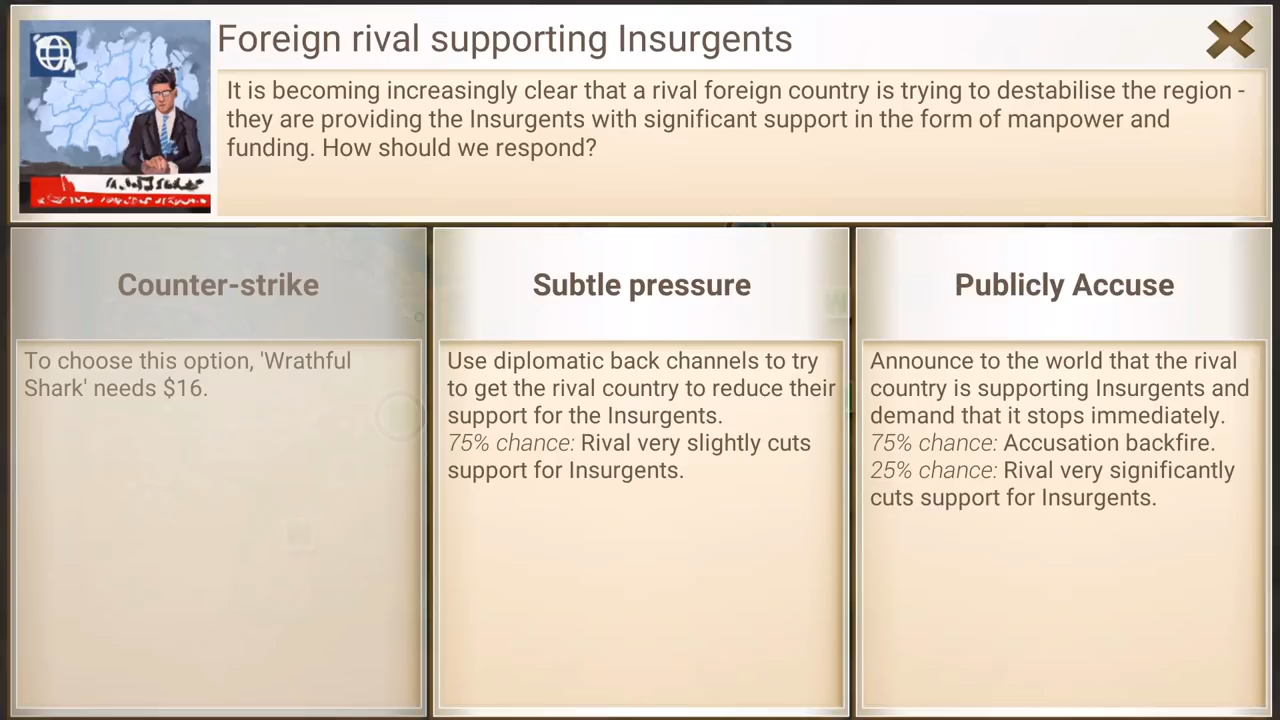 Foreign rival supporting Insurgents
It is becoming increasingly clear that a rival foreign country is trying to destabilise the region -
they are providing the Insurgents with significant support in the form of manpower and
funding. How should we respond?
Counter-strike
To choose this option, 'Wrathful
Shark' needs $16.
Subtle pressure
Use diplomatic back channels to try
to get the rival country to reduce their
support for the Insurgents.
75% chance: Rival very slightly cuts
support for Insurgents.
Publicly Accuse
Announce to the world that the rival
country is supporting Insurgents and
demand that it stops immediately.
75% chance: Accusation backfire.
25% chance: Rival very significantly
cuts support for Insurgents.